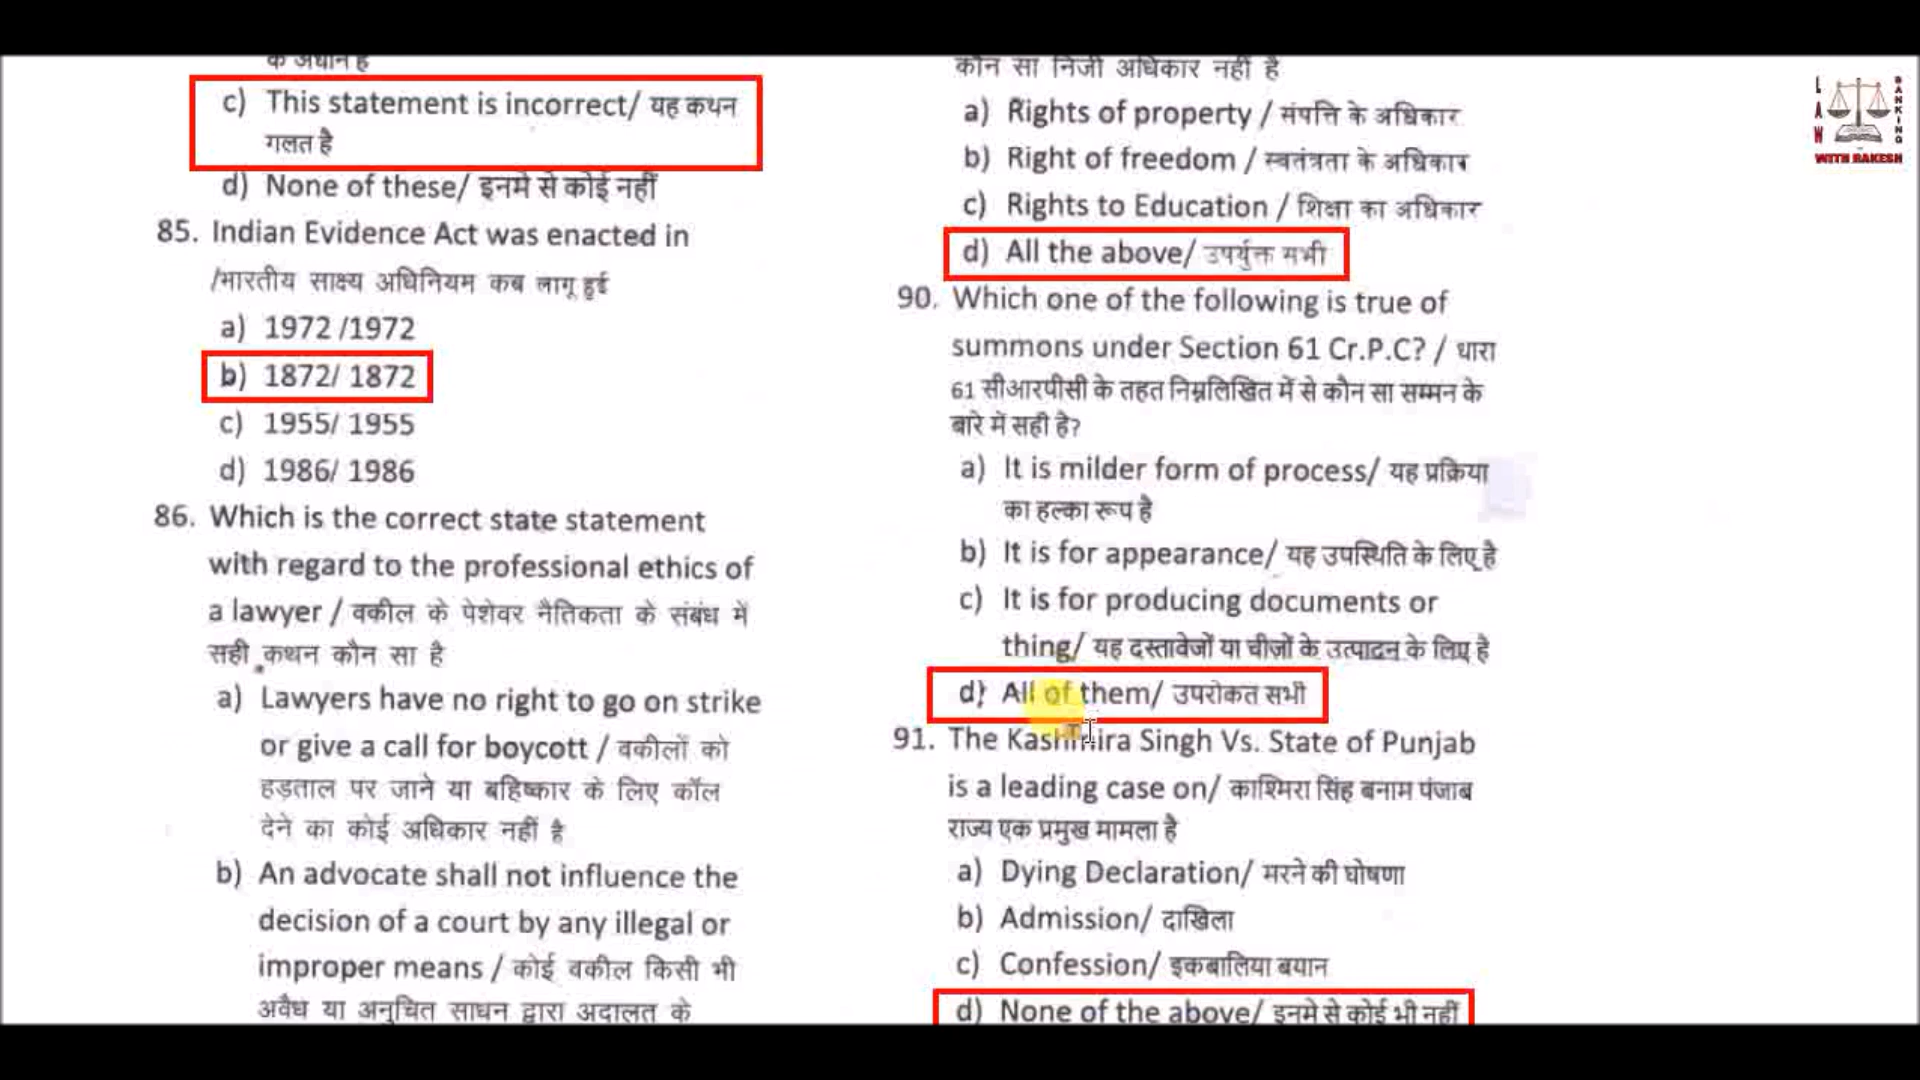 के अधीन है
c) This statement is incorrect/ यह कथन
गलत है
d) None of these/ इनमे से कोई नहीं
85. Indian Evidence Act was enacted in
/भारतीय साक्ष्य अधिनियम कब लागू हुई
a) 1972 /1972
b) 1872/ 1872
c) 1955/ 1955
d) 1986/ 1986
86. Which is the correct state statement
with regard to the professional ethics of
a lawyer / वकील के पेशेवर नैतिकता के संबंध में
सही कथन कौन सा है
a) Lawyers have no right to go on strike
or give a call for boycott / वकीलों को
हड़ताल पर जाने या बहिष्कार के लिए कॉल
देने का कोई अधिकार नहीं है
b) An advocate shall not influence the
decision of a court by any illegal or
improper means / कोई वकील किसी भी
अवैध या अनुचित साधन द्वारा अदालत के
कौन सा निजी अधिकार नहीं है
a) Rights of property / संपत्ति के अधिकार
b) Right of freedom / स्वतंत्रता के अधिकार
c) Rights to Education / शिक्षा का अधिकार
d) All the above/ उपर्युक्त सभी
90. Which one of the following is true of
summons under Section 61 Cr.P.C? / धारा
61 सीआरपीसी के तहत निम्नलिखित में से कौन सा सम्मन के
बारे में सही है?
a) It is milder form of process/ यह प्रक्रिया
का हल्का रूप है
b) It is for appearance/ यह उपस्थिति के लिए है
c) It is for producing documents or
thing/ यह दस्तावेजों या चीज़ों के उत्पादन के लिए है
d) All of them/ उपरोकत सभी
91. The Kashmira Singh Vs. State of Punjab
is a leading case on/ काश्मिरा सिंह बनाम पंजाब
राज्य एक प्रमुख मामला है
a) Dying Declaration/ मरने की घोषणा
b) Admission/ दाखिला
c) Confession/ इकबालिया बयान
d) None of the above/ इनमे से कोई भी नहीं
LAW
BANKING
WITH RAKESH